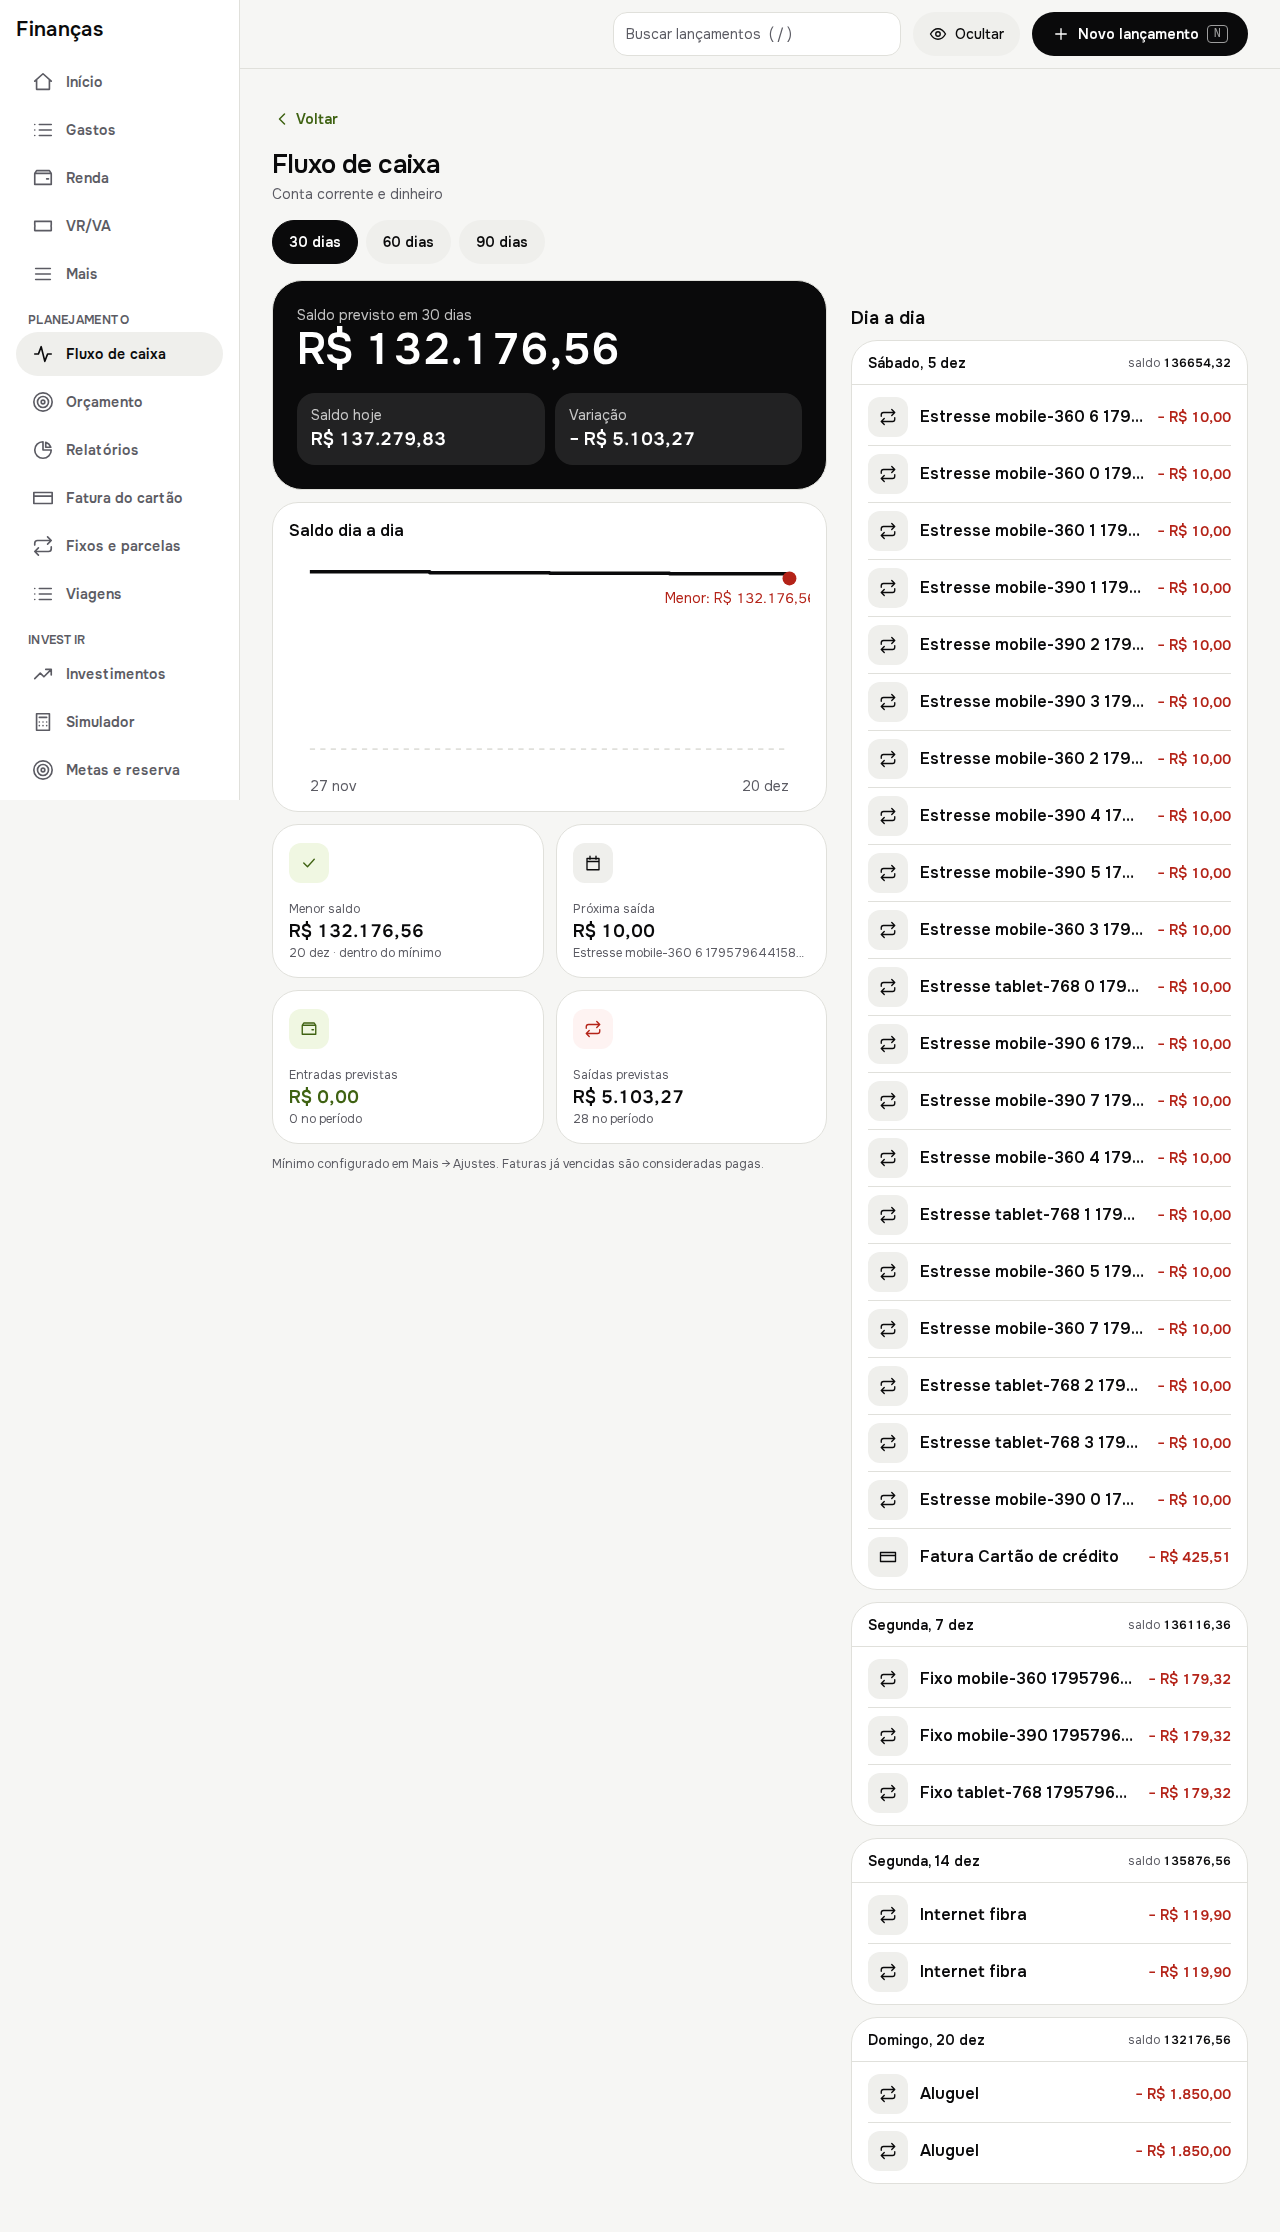 Finanças
Início
Gastos
Renda
VR/VA
Mais
PLANEJAMENTO
Fluxo de caixa
Orçamento
Relatórios
Fatura do cartão
Fixos e parcelas
Viagens
INVESTIR
Investimentos
Simulador
Metas e reserva
Buscar lançamentos ( / )
Ocultar
Novo lançamento N
Voltar
Fluxo de caixa
Conta corrente e dinheiro
30 dias
60 dias
90 dias
Saldo previsto em 30 dias
R$ 132.176,56
Saldo hoje
R$ 137.279,83
Variação
− R$ 5.103,27
Saldo dia a dia
Menor: R$ 132.176,56
27 nov
20 dez
Menor saldo
R$ 132.176,56
20 dez · dentro do mínimo
Próxima saída
R$ 10,00
Estresse mobile-360 6 179579644158...
Entradas previstas
R$ 0,00
0 no período
Saídas previstas
R$ 5.103,27
28 no período
Mínimo configurado em Mais → Ajustes. Faturas já vencidas são consideradas pagas.
Dia a dia
Sábado, 5 dez saldo 136654,32
Estresse mobile-360 6 179... − R$ 10,00
Estresse mobile-360 0 179... − R$ 10,00
Estresse mobile-360 1 179... − R$ 10,00
Estresse mobile-390 1 179... − R$ 10,00
Estresse mobile-390 2 179... − R$ 10,00
Estresse mobile-390 3 179... − R$ 10,00
Estresse mobile-360 2 179... − R$ 10,00
Estresse mobile-390 4 17... − R$ 10,00
Estresse mobile-390 5 17... − R$ 10,00
Estresse mobile-360 3 179... − R$ 10,00
Estresse tablet-768 0 179... − R$ 10,00
Estresse mobile-390 6 179... − R$ 10,00
Estresse mobile-390 7 179... − R$ 10,00
Estresse mobile-360 4 179... − R$ 10,00
Estresse tablet-768 1 179... − R$ 10,00
Estresse mobile-360 5 179... − R$ 10,00
Estresse mobile-360 7 179... − R$ 10,00
Estresse tablet-768 2 179... − R$ 10,00
Estresse tablet-768 3 179... − R$ 10,00
Estresse mobile-390 0 17... − R$ 10,00
Fatura Cartão de crédito − R$ 425,51
Segunda, 7 dez saldo 136116,36
Fixo mobile-360 1795796... − R$ 179,32
Fixo mobile-390 1795796... − R$ 179,32
Fixo tablet-768 1795796... − R$ 179,32
Segunda, 14 dez saldo 135876,56
Internet fibra − R$ 119,90
Internet fibra − R$ 119,90
Domingo, 20 dez saldo 132176,56
Aluguel − R$ 1.850,00
Aluguel − R$ 1.850,00